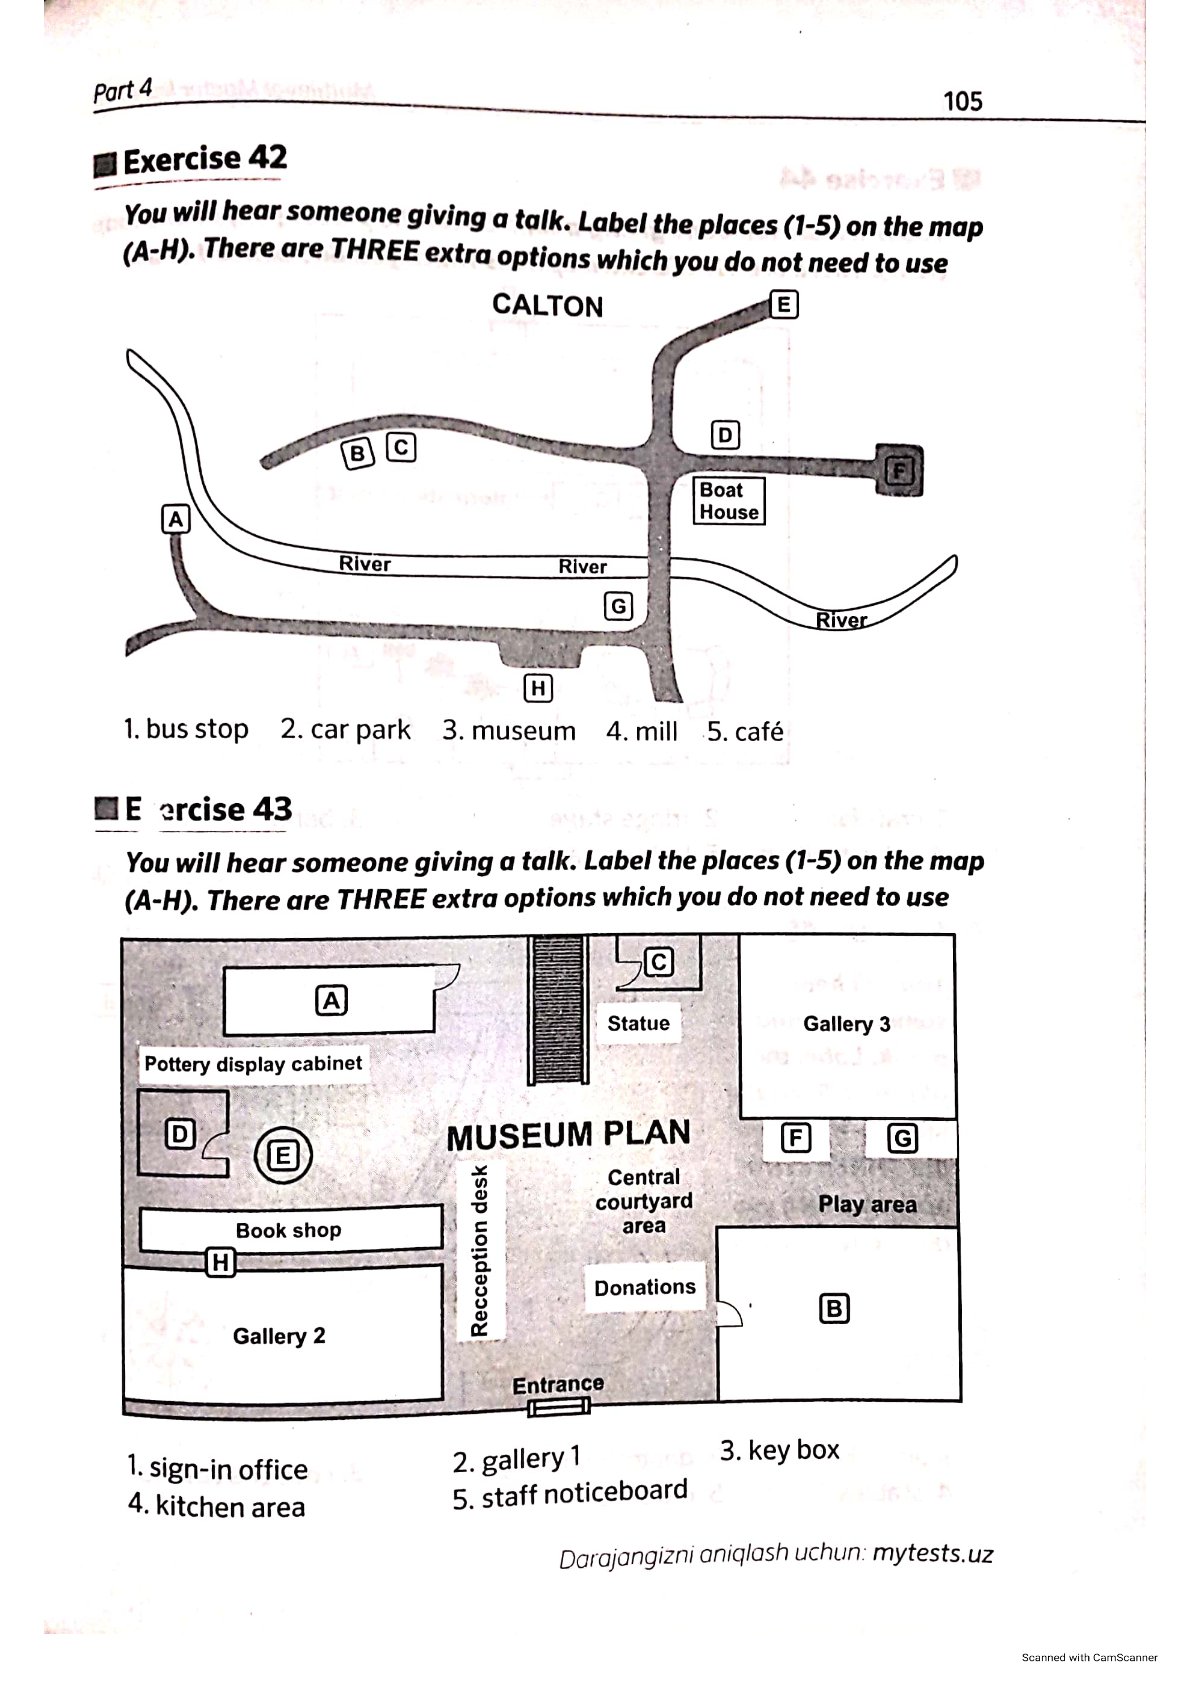 Part 4
105
Exercise 42
You will hear someone giving a talk. Label the places (1-5) on the map
(A-H). There are THREE extra options which you do not need to use
CALTON
E
D
B
C
F
Boat
House
A
River
River
G
River
H
1. bus stop 2. car park 3. museum 4. mill 5. café
E ercise 43
You will hear someone giving a talk. Label the places (1-5) on the map
(A-H). There are THREE extra options which you do not need to use
C
A
Statue
Gallery 3
Pottery display cabinet
D
MUSEUM PLAN
F
G
E
Central
courtyard
area
Play area
Book shop
Recception desk
H
Donations
B
Gallery 2
Entrance
1. sign-in office 2. gallery 1 3. key box
4. kitchen area 5. staff noticeboard
Darajangizni aniqlash uchun: mytests.uz
Scanned with CamScanner